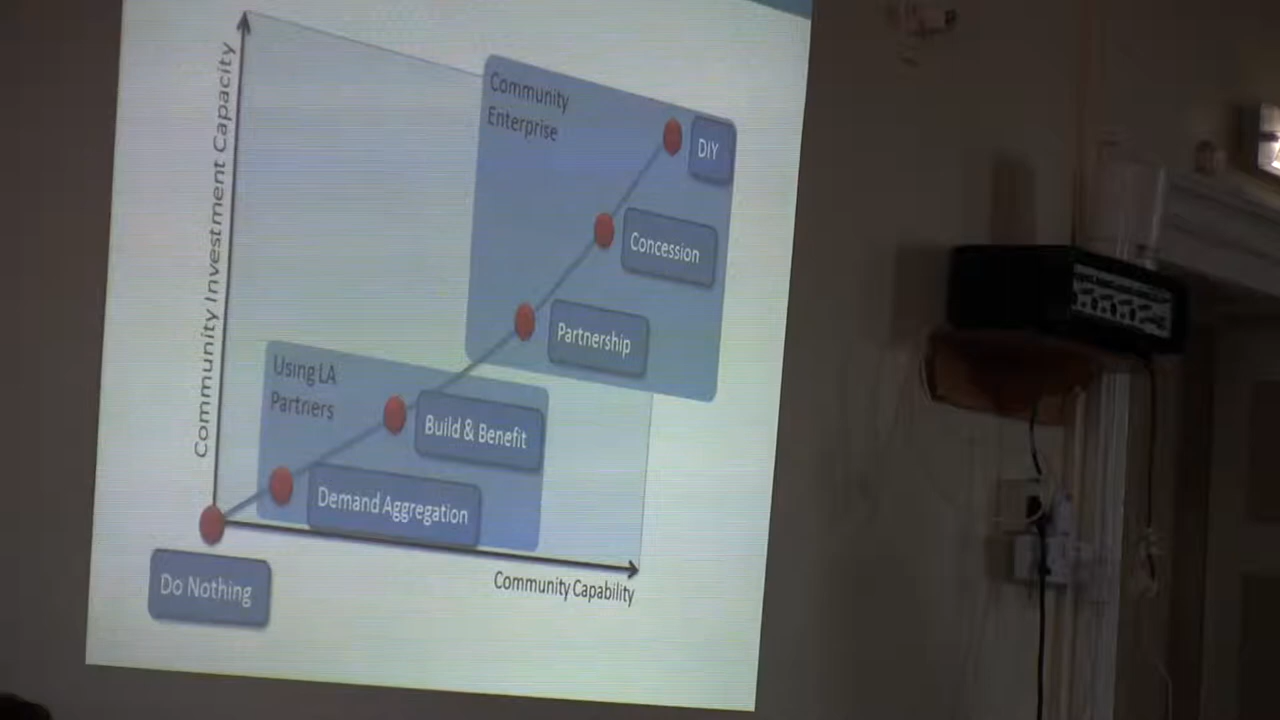 Community Investment Capacity
Community
Enterprise
DIY
Concession
Partnership
Using LA
Partners
Build & Benefit
Demand Aggregation
Do Nothing
Community Capability